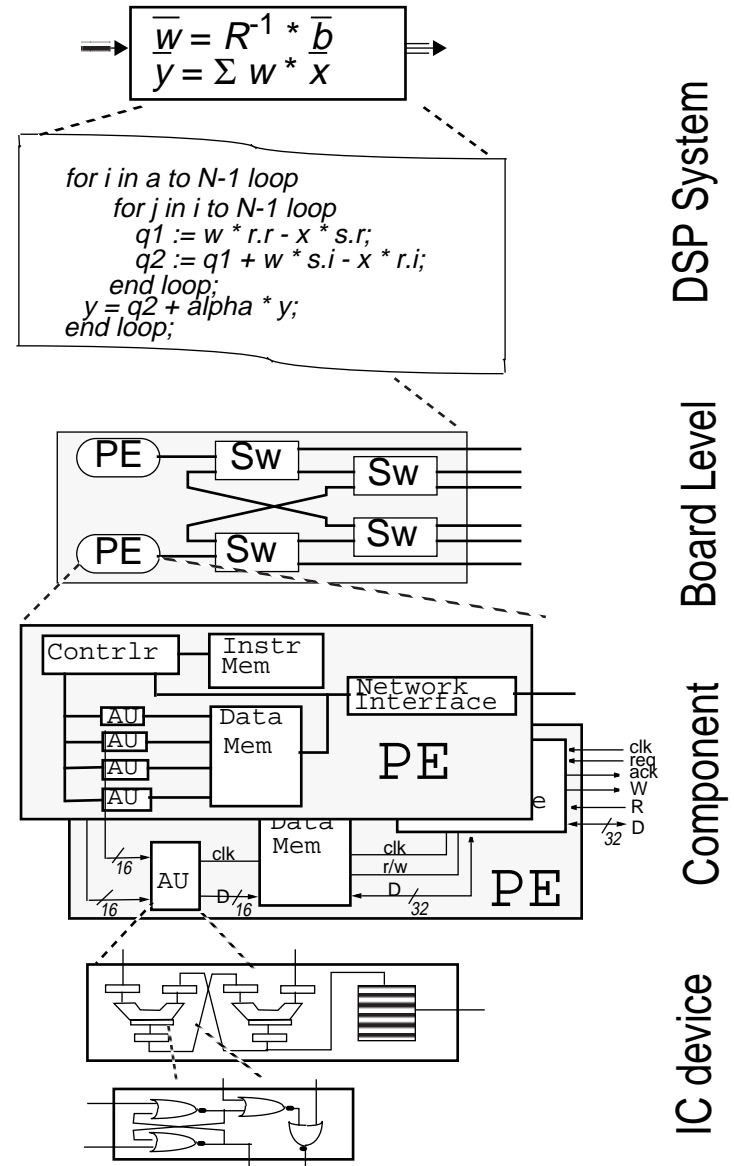 w = R-1 * b
y = Σ w * x
DSP System
for i in a to N-1 loop
for j in i to N-1 loop
q1 := w * r.r - x * s.r;
q2 := q1 + w * s.i - x * r.i;
end loop;
y = q2 + alpha * y;
end loop;
Board Level
PE
Sw
Sw
PE
Sw
Sw
Component
Contrlr
Instr
Mem
Network
Interface
AU
AU
AU
AU
Data
Mem
PE
e
clk
req
ack
W
R
D
32
Data
Mem
16
16
AU
clk
D
16
clk
r/w
D
32
PE
IC device